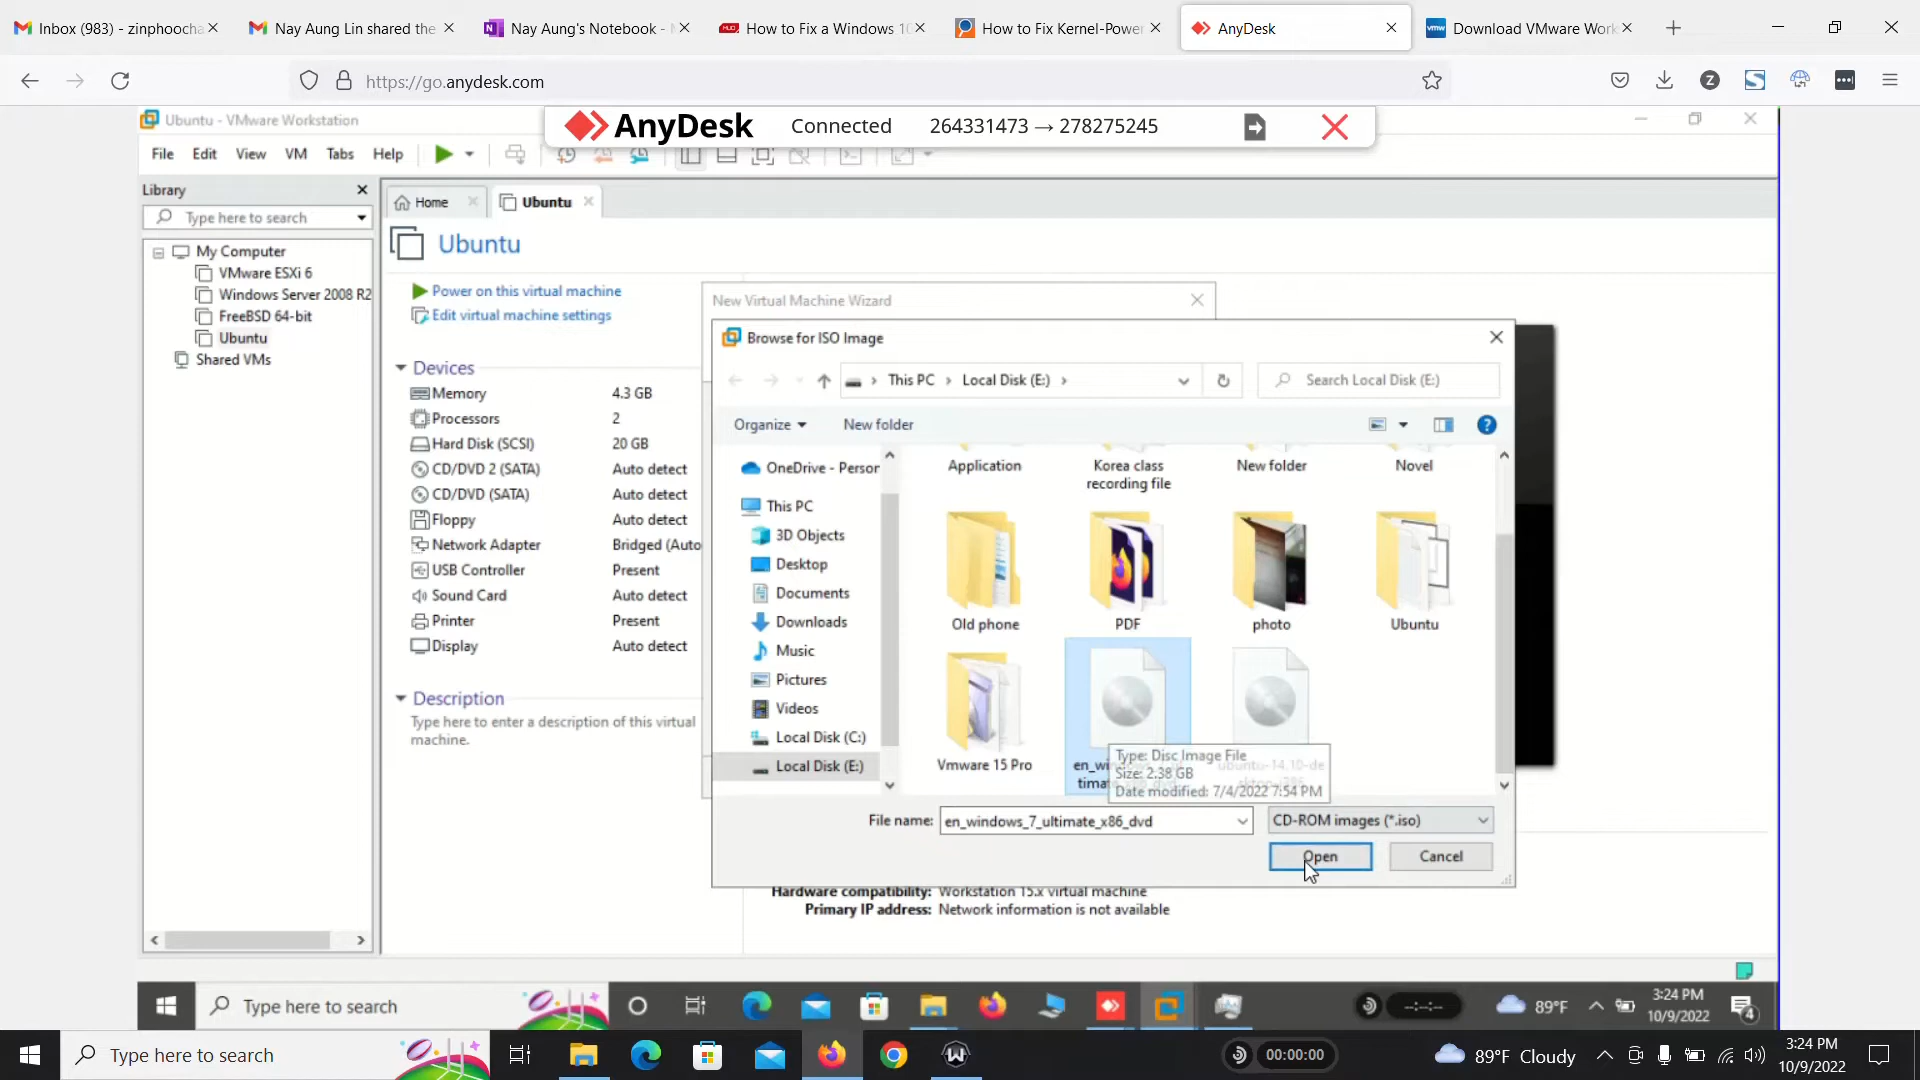 Inbox (983) - zinphoocha
Nay Aung Lin shared the
Nay Aung's Notebook -
How to Fix a Windows 10
How to Fix Kernel-Power
AnyDesk
Download VMware Work
https://go.anydesk.com
Ubuntu - VMware Workstation
AnyDesk
Connected
264331473 → 278275245
File Edit View VM Tabs Help
Library
Type here to search
My Computer
VMware ESXi 6
Windows Server 2008 R2
FreeBSD 64-bit
Ubuntu
Shared VMs
Home
Ubuntu
Ubuntu
Power on this virtual machine
Edit virtual machine settings
Devices
Memory 4.3 GB
Processors 2
Hard Disk (SCSI) 20 GB
CD/DVD 2 (SATA) Auto detect
CD/DVD (SATA) Auto detect
Floppy Auto detect
Network Adapter Bridged (Auto
USB Controller Present
Sound Card Auto detect
Printer Present
Display Auto detect
Description
Type here to enter a description of this virtual
machine.
New Virtual Machine Wizard
Browse for ISO Image
This PC › Local Disk (E:) ›
Search Local Disk (E:)
Organize
New folder
OneDrive - Person
This PC
3D Objects
Desktop
Documents
Downloads
Music
Pictures
Videos
Local Disk (C:)
Local Disk (E:)
Application
Korea class
recording file
New folder
Novel
Old phone
PDF
photo
Ubuntu
Vmware 15 Pro
ubuntu-14.10-de
Type: Disc Image File
Size: 2.38 GB
Date modified: 7/4/2022 7:54 PM
File name: en_windows_7_ultimate_x86_dvd
CD-ROM images (*.iso)
Open
Cancel
Hardware compatibility: Workstation 15.x virtual machine
Primary IP address: Network information is not available
Type here to search
--:--:--
89°F
3:24 PM
10/9/2022
4
Type here to search
00:00:00
89°F Cloudy
3:24 PM
10/9/2022